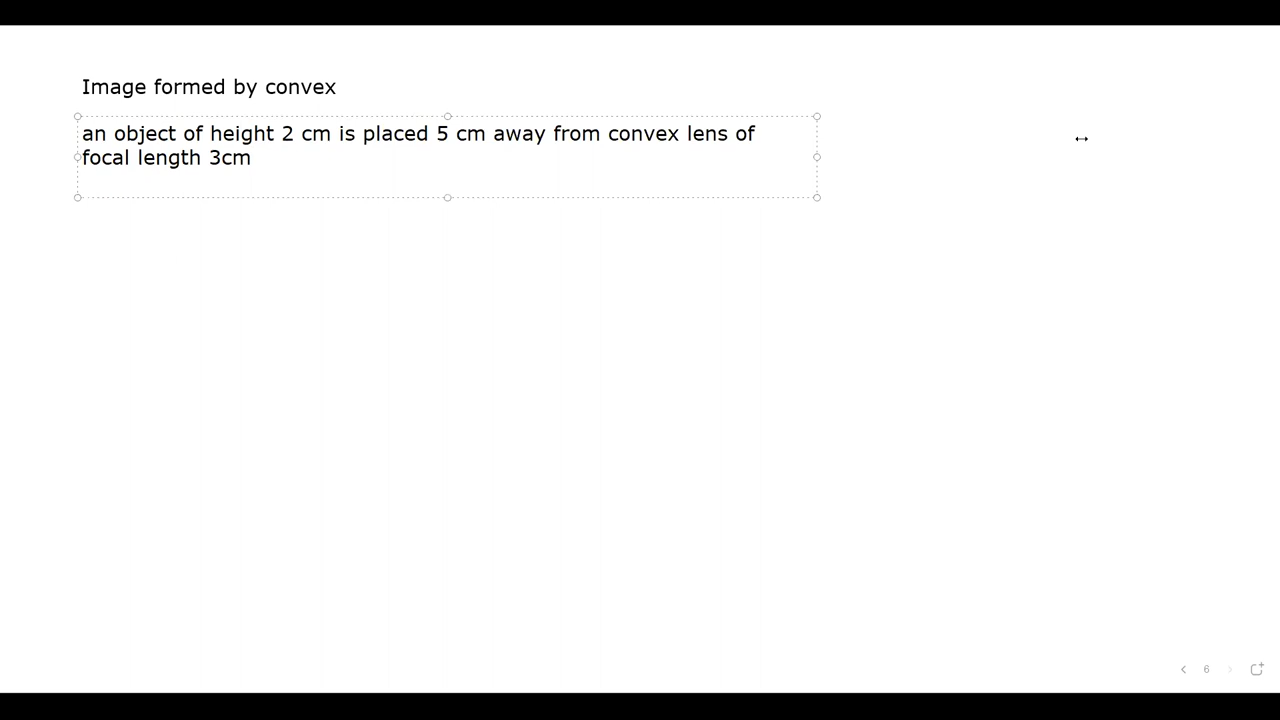 Image formed by convex
an object of height 2 cm is placed 5 cm away from convex lens of
focal length 3cm
6